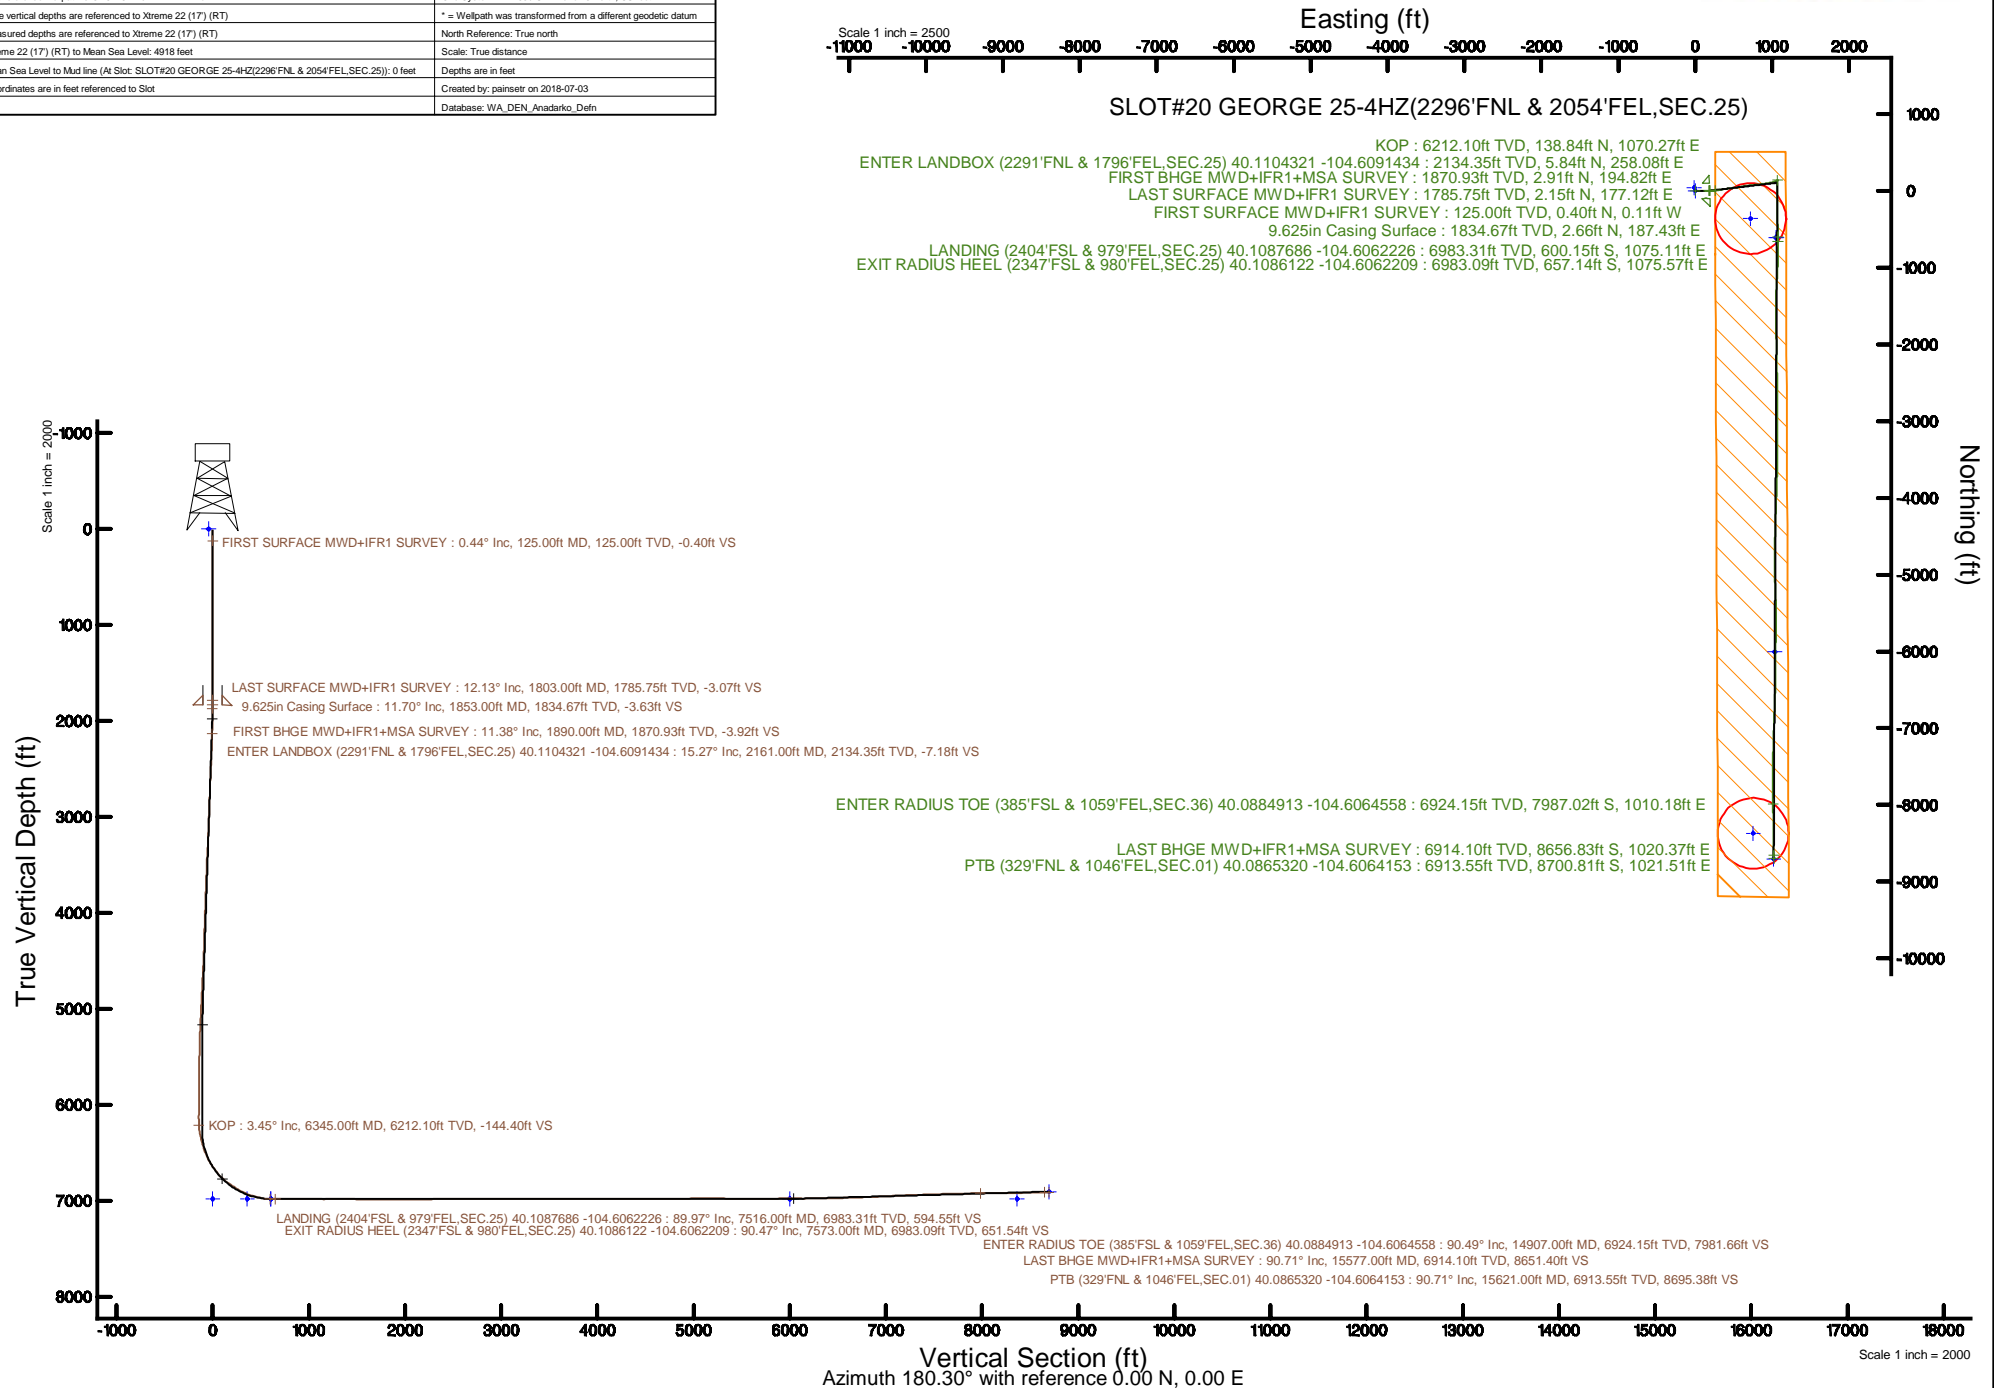 e vertical depths are referenced to Xtreme 22 (17') (RT)
* = Wellpath was transformed from a different geodetic datum
sured depths are referenced to Xtreme 22 (17') (RT)
North Reference: True north
eme 22 (17') (RT) to Mean Sea Level: 4918 feet
Scale: True distance
n Sea Level to Mud line (At Slot: SLOT#20 GEORGE 25-4HZ(2296'FNL & 2054'FEL,SEC.25)): 0 feet
Depths are in feet
rdinates are in feet referenced to Slot
Created by: painsetr on 2018-07-03
Database: WA_DEN_Anadarko_Defn
Easting (ft)
Scale 1 inch = 2500
-11000 -10000 -9000 -8000 -7000 -6000 -5000 -4000 -3000 -2000 -1000 0 1000 2000
SLOT#20 GEORGE 25-4HZ(2296'FNL & 2054'FEL,SEC.25)
KOP : 6212.10ft TVD, 138.84ft N, 1070.27ft E
ENTER LANDBOX (2291'FNL & 1796'FEL,SEC.25) 40.1104321 -104.6091434 : 2134.35ft TVD, 5.84ft N, 258.08ft E
FIRST BHGE MWD+IFR1+MSA SURVEY : 1870.93ft TVD, 2.91ft N, 194.82ft E
LAST SURFACE MWD+IFR1 SURVEY : 1785.75ft TVD, 2.15ft N, 177.12ft E
FIRST SURFACE MWD+IFR1 SURVEY : 125.00ft TVD, 0.40ft N, 0.11ft W
9.625in Casing Surface : 1834.67ft TVD, 2.66ft N, 187.43ft E
LANDING (2404'FSL & 979'FEL,SEC.25) 40.1087686 -104.6062226 : 6983.31ft TVD, 600.15ft S, 1075.11ft E
EXIT RADIUS HEEL (2347'FSL & 980'FEL,SEC.25) 40.1086122 -104.6062209 : 6983.09ft TVD, 657.14ft S, 1075.57ft E
ENTER RADIUS TOE (385'FSL & 1059'FEL,SEC.36) 40.0884913 -104.6064558 : 6924.15ft TVD, 7987.02ft S, 1010.18ft E
LAST BHGE MWD+IFR1+MSA SURVEY : 6914.10ft TVD, 8656.83ft S, 1020.37ft E
PTB (329'FNL & 1046'FEL,SEC.01) 40.0865320 -104.6064153 : 6913.55ft TVD, 8700.81ft S, 1021.51ft E
1000
0
-1000
-2000
-3000
-4000
-5000
-6000
-7000
-8000
-9000
-10000
Northing (ft)
Scale 1 inch = 2000
-1000
0
1000
2000
3000
4000
5000
6000
7000
8000
True Vertical Depth (ft)
FIRST SURFACE MWD+IFR1 SURVEY : 0.44° Inc, 125.00ft MD, 125.00ft TVD, -0.40ft VS
LAST SURFACE MWD+IFR1 SURVEY : 12.13° Inc, 1803.00ft MD, 1785.75ft TVD, -3.07ft VS
9.625in Casing Surface : 11.70° Inc, 1853.00ft MD, 1834.67ft TVD, -3.63ft VS
FIRST BHGE MWD+IFR1+MSA SURVEY : 11.38° Inc, 1890.00ft MD, 1870.93ft TVD, -3.92ft VS
ENTER LANDBOX (2291'FNL & 1796'FEL,SEC.25) 40.1104321 -104.6091434 : 15.27° Inc, 2161.00ft MD, 2134.35ft TVD, -7.18ft VS
KOP : 3.45° Inc, 6345.00ft MD, 6212.10ft TVD, -144.40ft VS
LANDING (2404'FSL & 979'FEL,SEC.25) 40.1087686 -104.6062226 : 89.97° Inc, 7516.00ft MD, 6983.31ft TVD, 594.55ft VS
EXIT RADIUS HEEL (2347'FSL & 980'FEL,SEC.25) 40.1086122 -104.6062209 : 90.47° Inc, 7573.00ft MD, 6983.09ft TVD, 651.54ft VS
ENTER RADIUS TOE (385'FSL & 1059'FEL,SEC.36) 40.0884913 -104.6064558 : 90.49° Inc, 14907.00ft MD, 6924.15ft TVD, 7981.66ft VS
LAST BHGE MWD+IFR1+MSA SURVEY : 90.71° Inc, 15577.00ft MD, 6914.10ft TVD, 8651.40ft VS
PTB (329'FNL & 1046'FEL,SEC.01) 40.0865320 -104.6064153 : 90.71° Inc, 15621.00ft MD, 6913.55ft TVD, 8695.38ft VS
-1000 0 1000 2000 3000 4000 5000 6000 7000 8000 9000 10000 11000 12000 13000 14000 15000 16000 17000 18000
Vertical Section (ft)
Scale 1 inch = 2000
Azimuth 180.30° with reference 0.00 N, 0.00 E